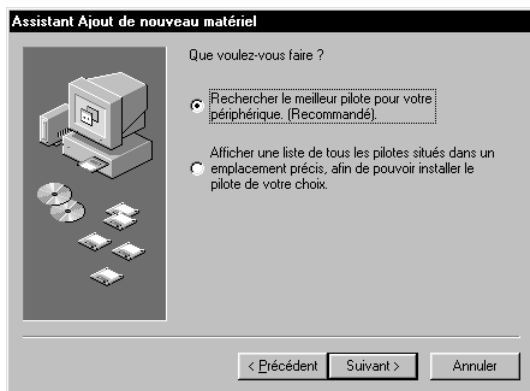 Assistant Ajout de nouveau matériel
Que voulez-vous faire ?
Rechercher le meilleur pilote pour votre
périphérique. (Recommandé).
Afficher une liste de tous les pilotes situés dans un
emplacement précis, afin de pouvoir installer le
pilote de votre choix.
< Précédent Suivant > Annuler